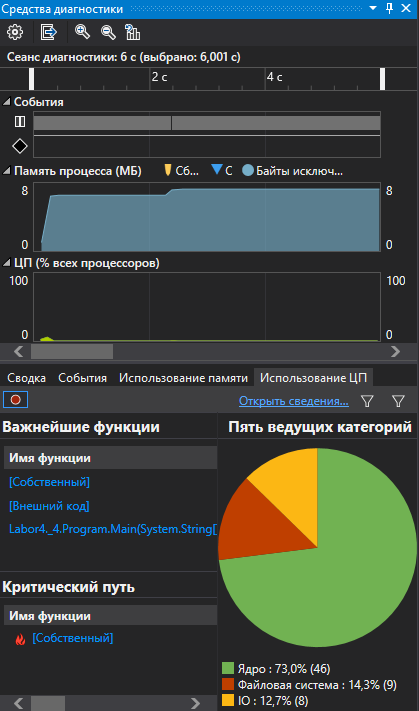 Средства диагностики
Сеанс диагностики: 6 с (выбрано: 6,001 с)
2 с 4 с
События
Память процесса (МБ) Сб... С Байты исключ...
8 8
0 0
ЦП (% всех процессоров)
100 100
0 0
Сводка События Использование памяти Использование ЦП
Открыть сведения...
Важнейшие функции
Имя функции
[Собственный]
[Внешний код]
Labor4._4.Program.Main(System.String[
Критический путь
Имя функции
[Собственный]
Пять ведущих категорий
Ядро : 73,0% (46)
Файловая система : 14,3% (9)
IO : 12,7% (8)